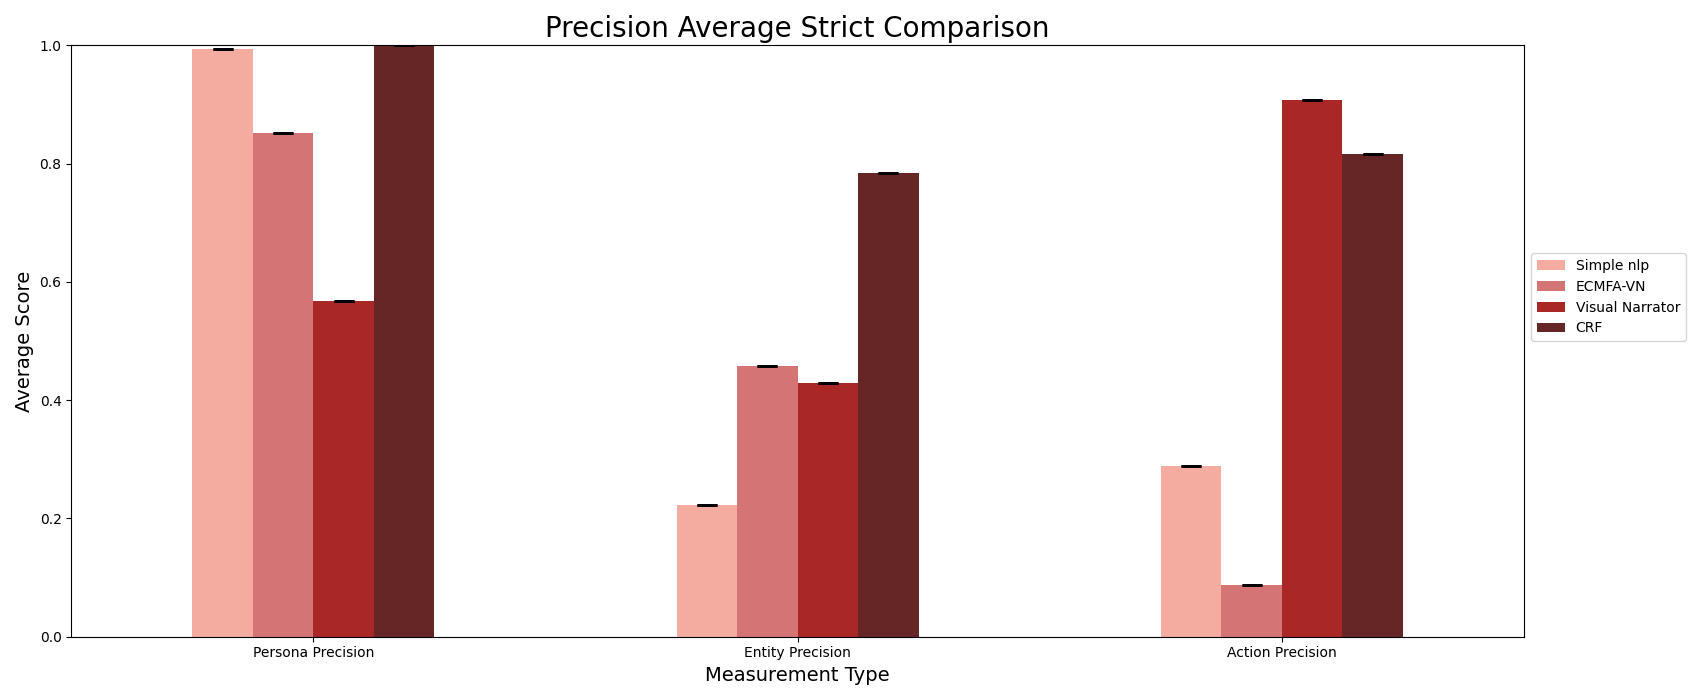 Precision Average Strict Comparison
1.0
0.8
0.6
0.4
0.2
0.0
Average Score
Persona Precision
Entity Precision
Action Precision
Measurement Type
Simple nlp
ECMFA-VN
Visual Narrator
CRF